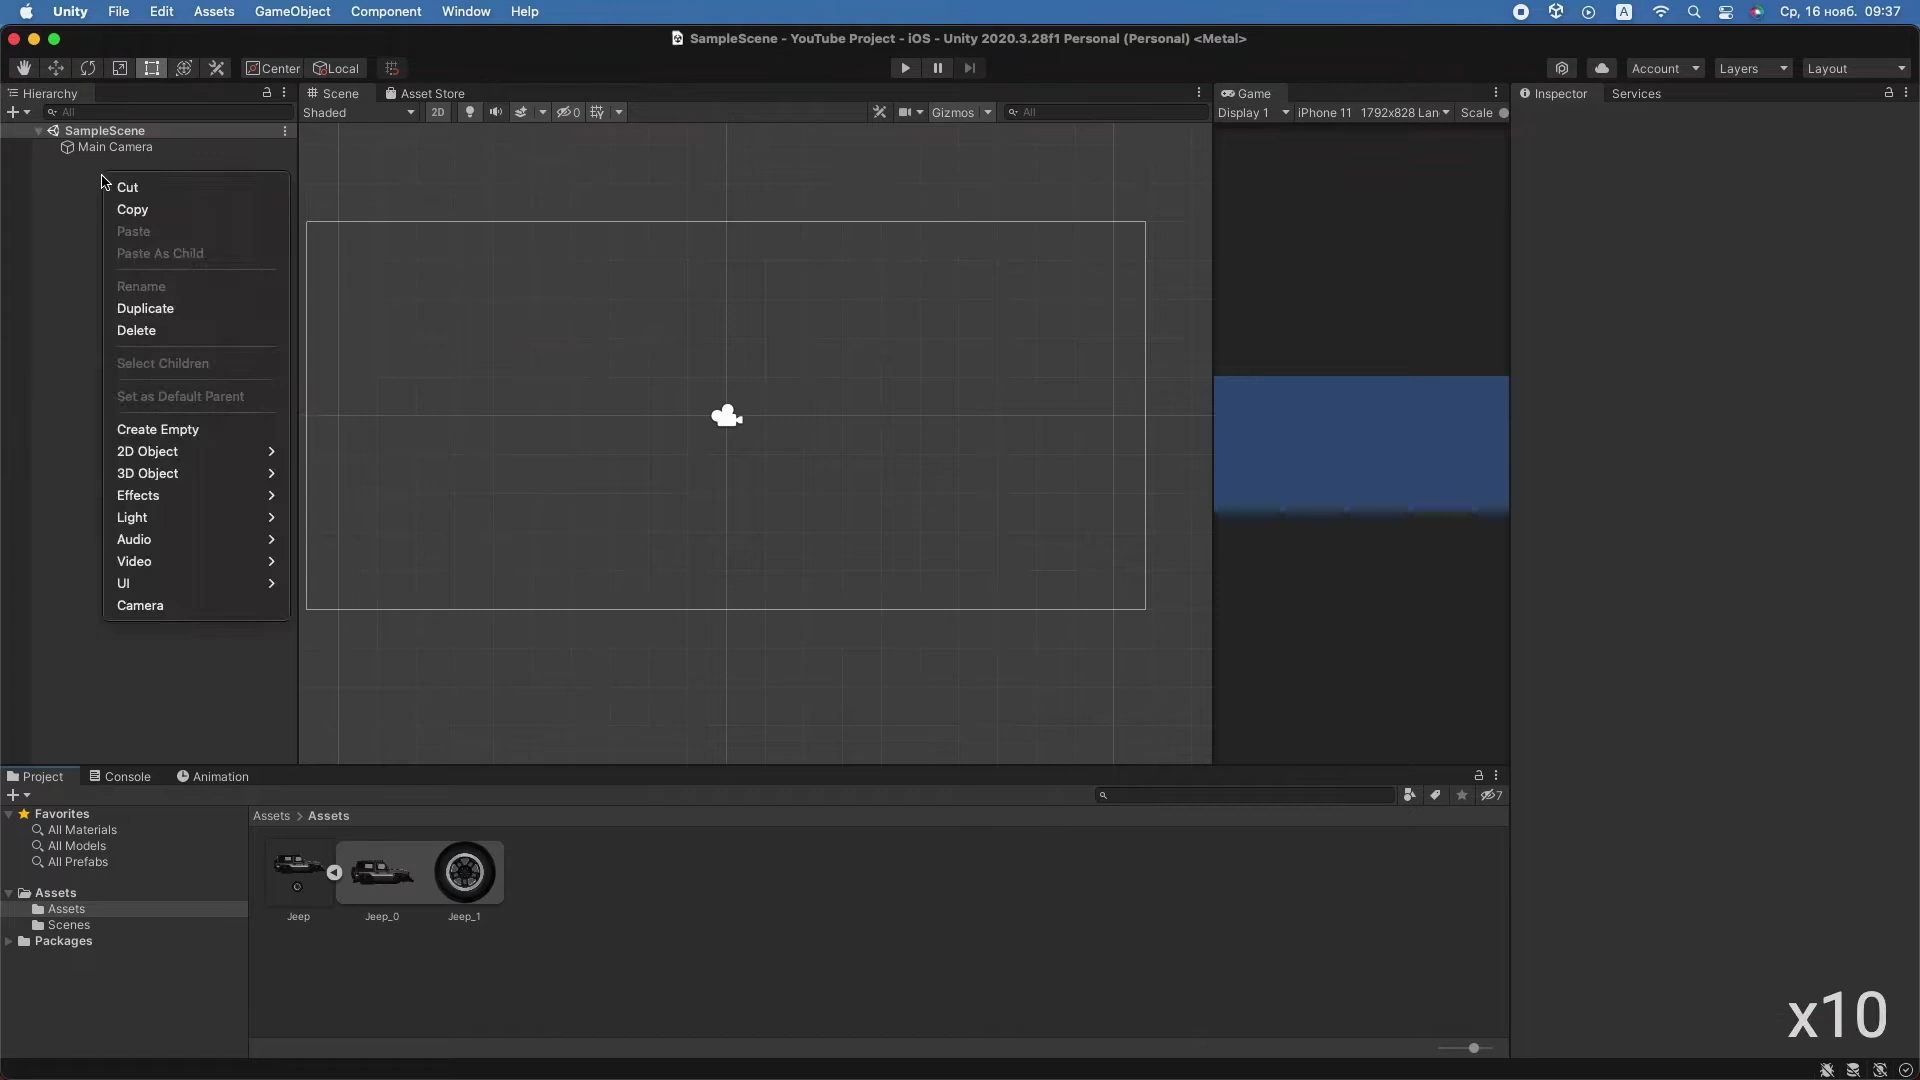 Unity File Edit Assets GameObject Component Window Help A Ср, 16 нояб. 09:37
SampleScene - YouTube Project - iOS - Unity 2020.3.28f1 Personal (Personal) <Metal>
Center Local Account Layers Layout
Hierarchy Scene Asset Store Game Inspector Services
All Shaded 2D 0 Gizmos All Display 1 iPhone 11 1792x828 Lan Scale
SampleScene
Main Camera
Cut
Copy
Paste
Paste As Child
Rename
Duplicate
Delete
Select Children
Set as Default Parent
Create Empty
2D Object
3D Object
Effects
Light
Audio
Video
UI
Camera
Project Console Animation
7
Favorites
All Materials
All Models
All Prefabs
Assets
Assets
Scenes
Packages
Assets > Assets
Jeep Jeep_0 Jeep_1
x10